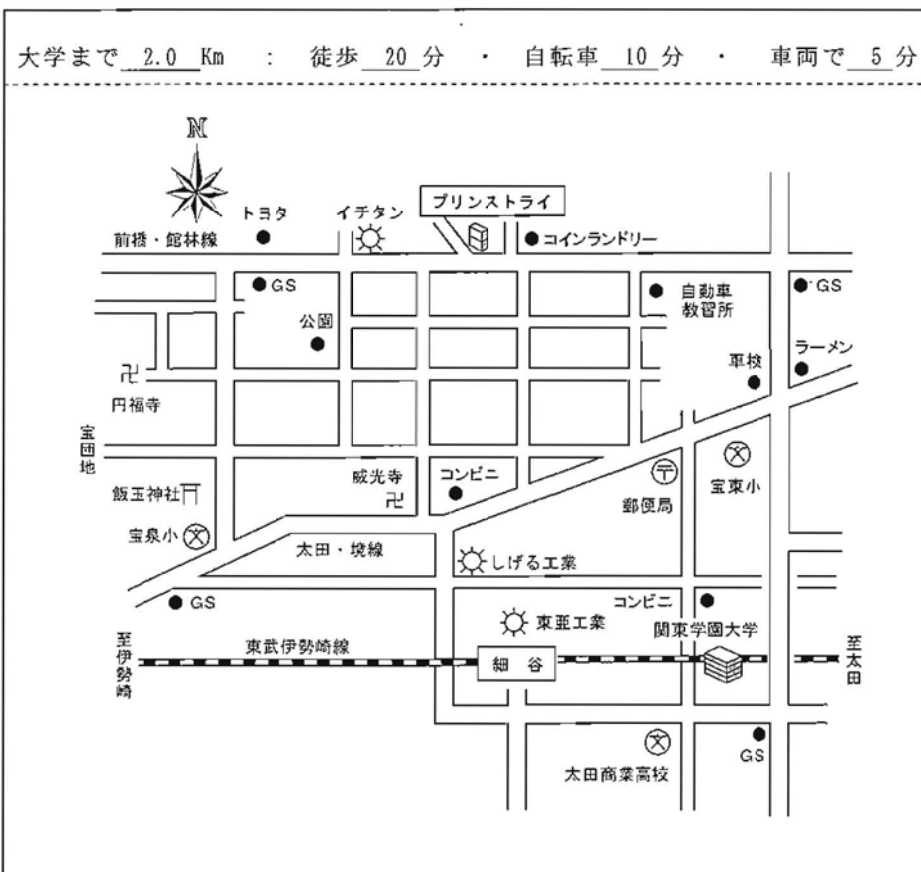 大学まで 2.0 Km : 徒歩 20 分 ・ 自転車 10 分 ・ 車両で 5 分
N
プリンストライ
トヨタ
イチタン
前橋・館林線
コインランドリー
GS
自動車
教習所
GS
公園
ラーメン
車検
卍
円福寺
宝団地
威光寺
卍
コンビニ
飯玉神社
〒
郵便局
文
宝東小
宝泉小
文
太田・境線
しげる工業
GS
コンビニ
東亜工業
関東学園大学
至伊勢崎
東武伊勢崎線
細谷
至太田
文
太田商業高校
GS